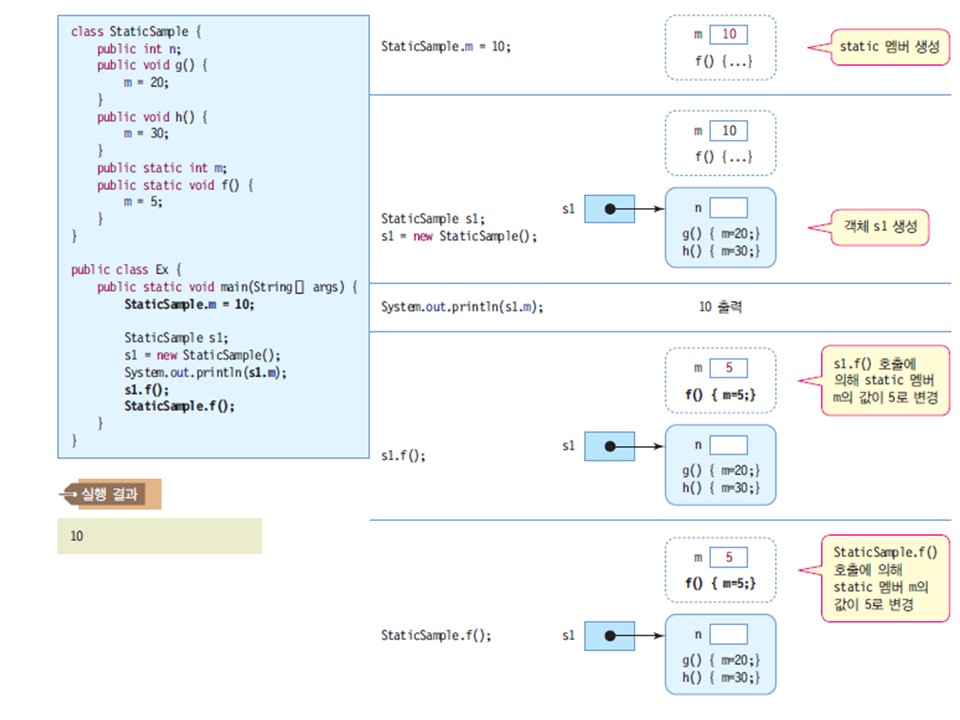 class StaticSample {
public int n;
public void g() {
m = 20;
}
public void h() {
m = 30;
}
public static int m;
public static void f() {
m = 5;
}
}
public class Ex {
public static void main(String[] args) {
StaticSample.m = 10;
StaticSample s1;
s1 = new StaticSample();
System.out.println(s1.m);
s1.f();
StaticSample.f();
}
}
실행 결과
10
StaticSample.m = 10;
m 10
f() {...}
static 멤버 생성
StaticSample s1;
s1 = new StaticSample();
m 10
f() {...}
s1
n
g() { m=20;}
h() { m=30;}
객체 s1 생성
System.out.println(s1.m);
10 출력
s1.f();
m 5
f() { m=5;}
s1
n
g() { m=20;}
h() { m=30;}
s1.f() 호출에
의해 static 멤버
m의 값이 5로 변경
StaticSample.f();
m 5
f() { m=5;}
s1
n
g() { m=20;}
h() { m=30;}
StaticSample.f()
호출에 의해
static 멤버 m의
값이 5로 변경